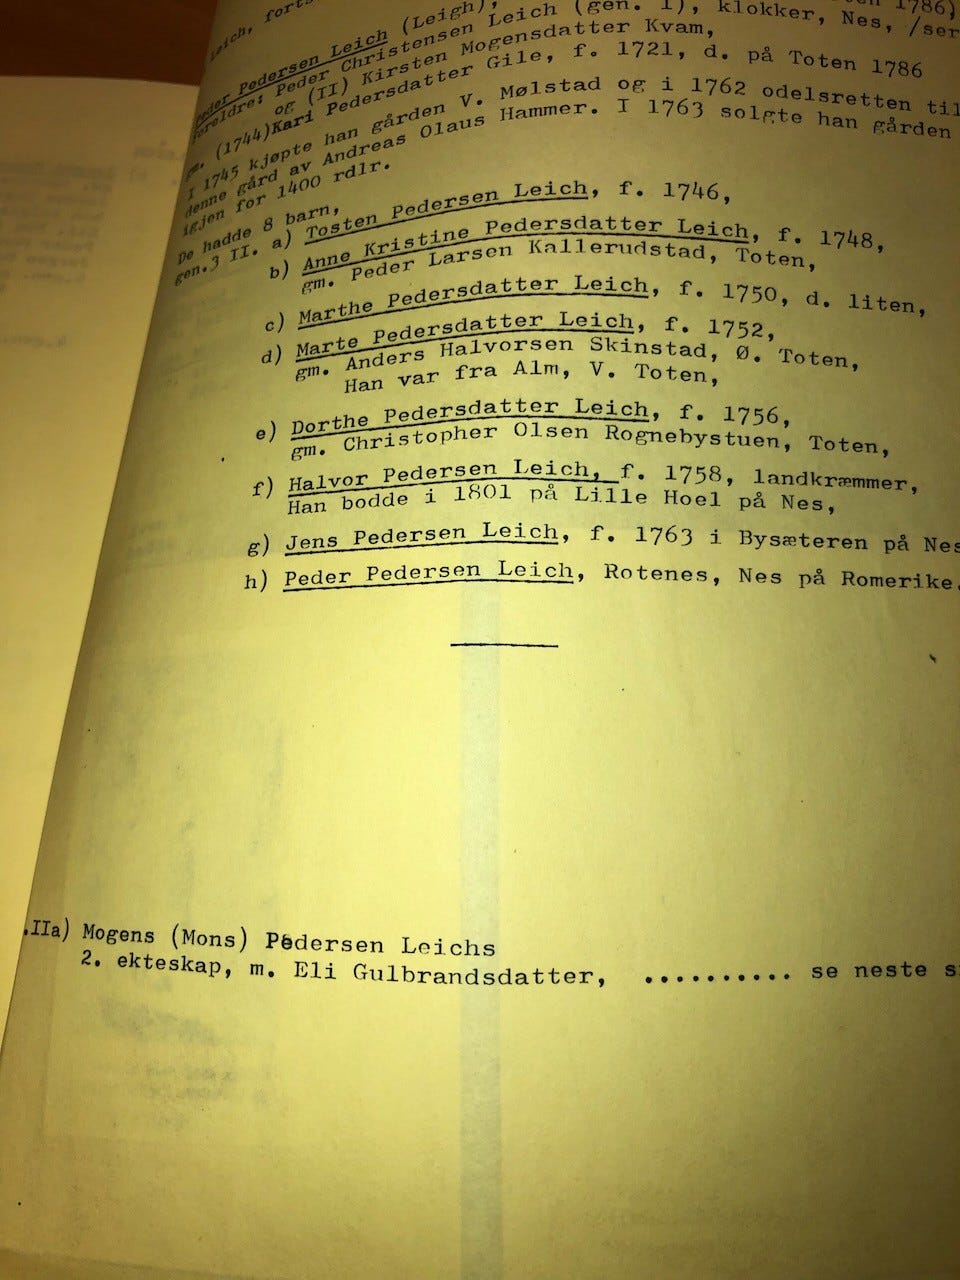 Leich, forts
1786)
Peder Pedersen Leich (Leigh),
foreldre: Peder Christensen Leich (gen. 1), klokker, Nes, /ser
og (II) Kirsten Mogensdatter Kvam,
gm. (1744)Kari Pedersdatter Gile, f. 1721, d. på Toten 1786
I 1745 kjøpte han gården V. Mølstad og i 1762 odelsretten til
denne gård av Andreas Olaus Hammer. I 1763 solgte han gården
igjen for 1400 rdlr.
De hadde 8 barn,
gen.3 II. a) Tosten Pedersen Leich, f. 1746,
b) Anne Kristine Pedersdatter Leich, f. 1748,
gm. Peder Larsen Kallerudstad, Toten,
c) Marthe Pedersdatter Leich, f. 1750, d. liten,
d) Marte Pedersdatter Leich, f. 1752,
gm. Anders Halvorsen Skinstad, Ø. Toten,
Han var fra Alm, V. Toten,
e) Dorthe Pedersdatter Leich, f. 1756,
gm. Christopher Olsen Rognebystuen, Toten,
f) Halvor Pedersen Leich, f. 1758, landkræmmer,
Han bodde i 1801 på Lille Hoel på Nes,
g) Jens Pedersen Leich, f. 1763 i Bysæteren på Nes
h) Peder Pedersen Leich, Rotenes, Nes på Romerike.
.IIa) Mogens (Mons) Pedersen Leichs
2. ekteskap, m. Eli Gulbrandsdatter, .......... se neste s